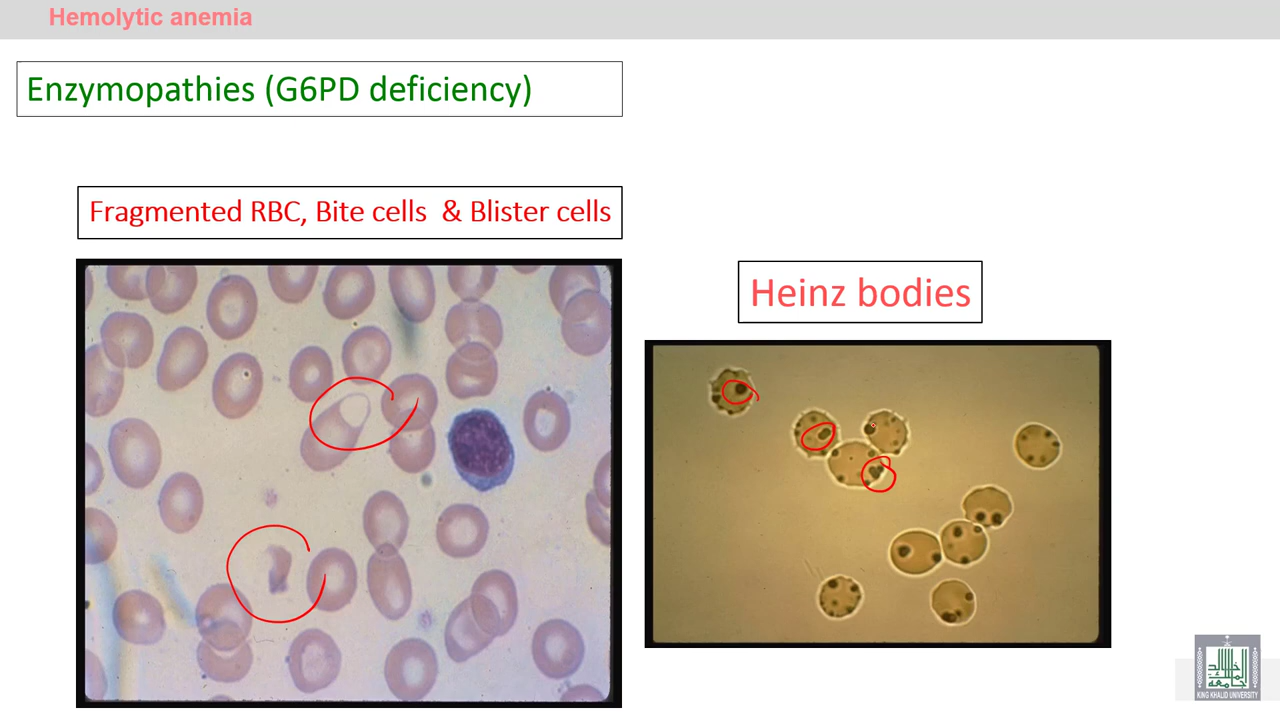 Hemolytic anemia
Enzymopathies (G6PD deficiency)
Fragmented RBC, Bite cells & Blister cells
Heinz bodies
KING KHALID UNIVERSITY